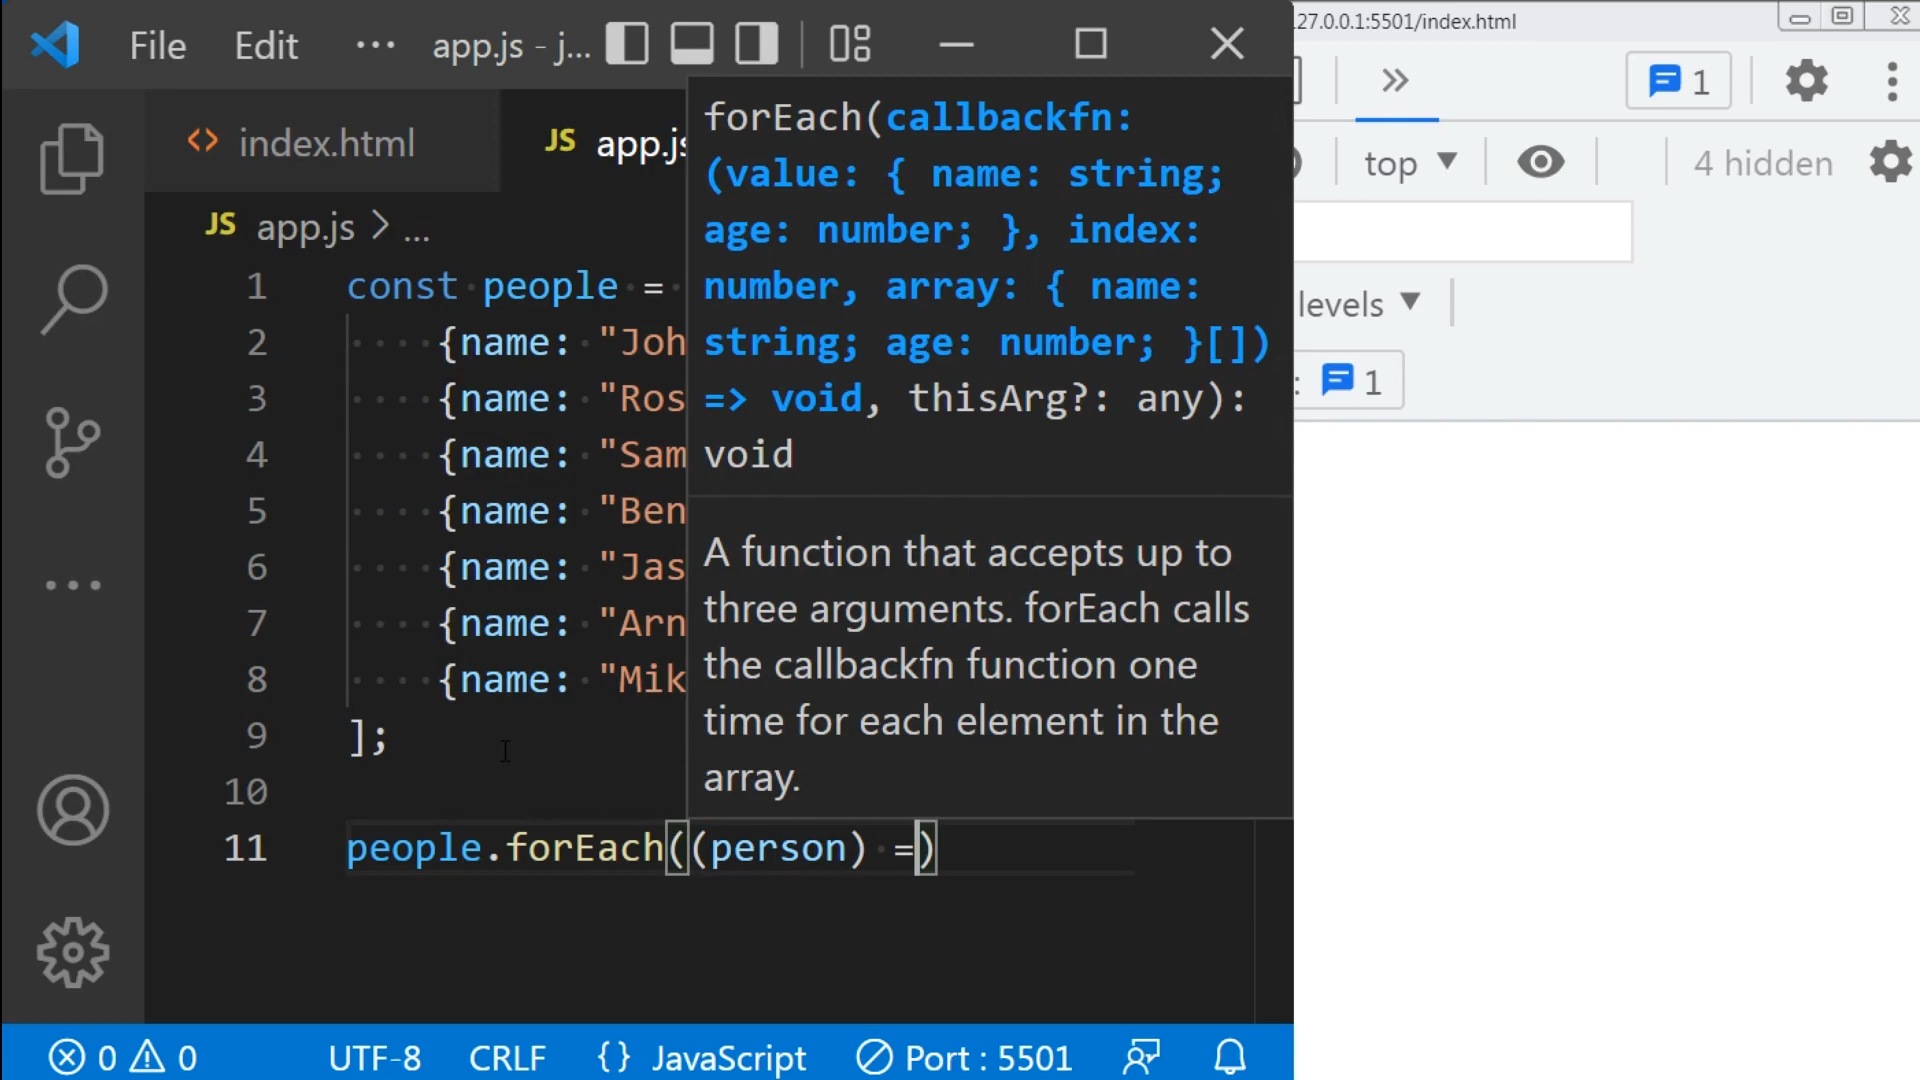 File Edit ··· app.js - j...
index.html
JS app.js
JS app.js > ...
1 const people =
2 {name: "Joh
3 {name: "Ros
4 {name: "Sam
5 {name: "Ben
6 {name: "Jas
7 {name: "Arn
8 {name: "Mik
9 ];
10
11 people.forEach((person) =)
forEach(callbackfn:
(value: { name: string;
age: number; }, index:
number, array: { name:
string; age: number; }[])
=> void, thisArg?: any):
void
A function that accepts up to
three arguments. forEach calls
the callbackfn function one
time for each element in the
array.
0 0 UTF-8 CRLF {} JavaScript Port : 5501
27.0.0.1:5501/index.html
1
top 4 hidden
levels
: 1